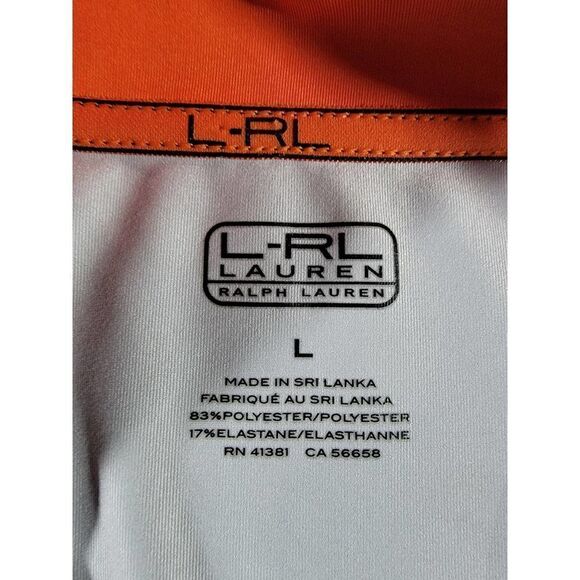 L-RL
L-RL
LAUREN
RALPH LAUREN
L
MADE IN SRI LANKA
FABRIQUÉ AU SRI LANKA
83%POLYESTER/POLYESTER
17%ELASTANE/ELASTHANNE
RN 41381 CA 56658